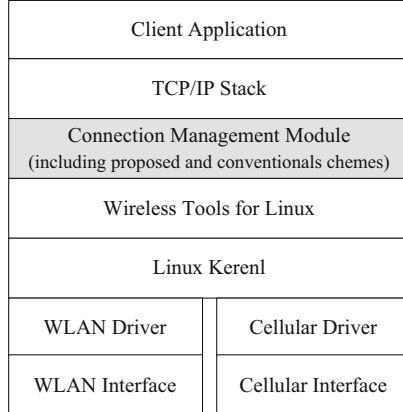 Client Application
TCP/IP Stack
Connection Management Module
(including proposed and conventionals chemes)
Wireless Tools for Linux
Linux Kerenl
WLAN Driver
Cellular Driver
WLAN Interface
Cellular Interface